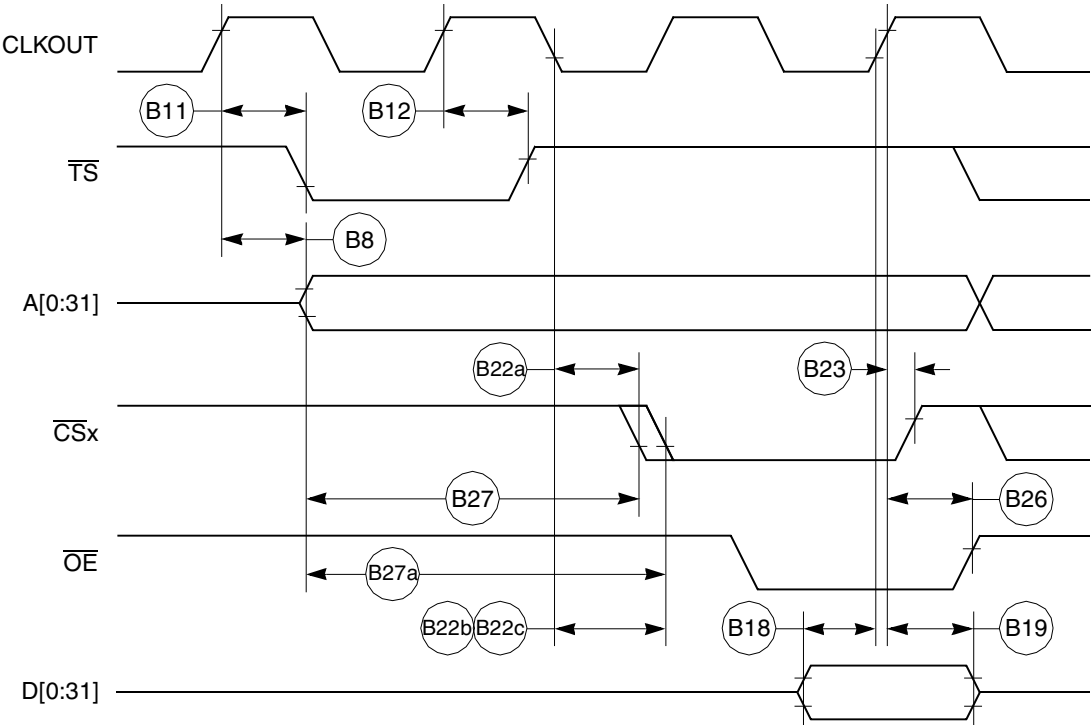 CLKOUT
B11
B12
TS
B8
A[0:31]
B22a
B23
CSx
B27
B26
OE
B27a
B22b B22c
B18
B19
D[0:31]